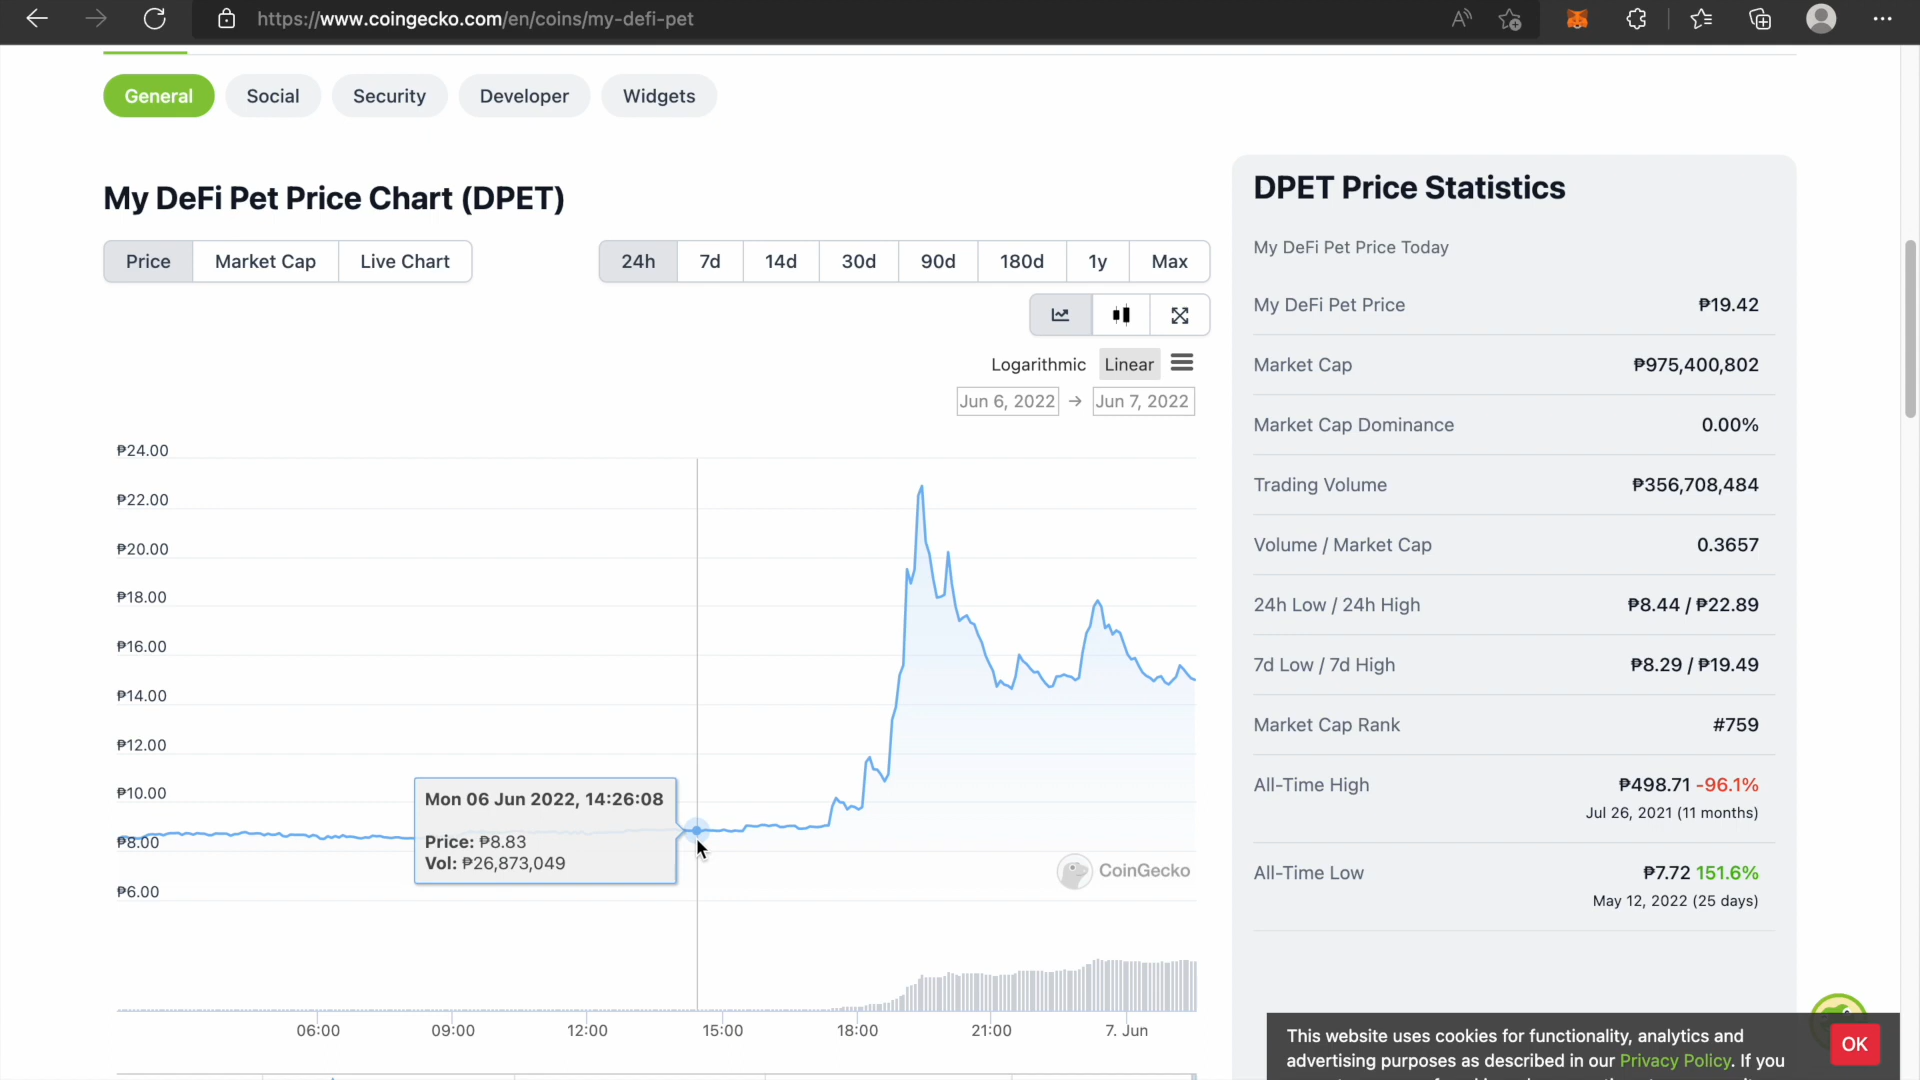 https://www.coingecko.com/en/coins/my-defi-pet
General Social Security Developer Widgets
My DeFi Pet Price Chart (DPET)
Price Market Cap Live Chart 24h 7d 14d 30d 90d 180d 1y Max
Logarithmic Linear
Jun 6, 2022 → Jun 7, 2022
₱24.00
₱22.00
₱20.00
₱18.00
₱16.00
₱14.00
₱12.00
₱10.00
₱8.00
₱6.00
Mon 06 Jun 2022, 14:26:08
Price: ₱8.83
Vol: ₱26,873,049
CoinGecko
06:00 09:00 12:00 15:00 18:00 21:00 7. Jun
DPET Price Statistics
My DeFi Pet Price Today
My DeFi Pet Price ₱19.42
Market Cap ₱975,400,802
Market Cap Dominance 0.00%
Trading Volume ₱356,708,484
Volume / Market Cap 0.3657
24h Low / 24h High ₱8.44 / ₱22.89
7d Low / 7d High ₱8.29 / ₱19.49
Market Cap Rank #759
All-Time High ₱498.71 -96.1%
Jul 26, 2021 (11 months)
All-Time Low ₱7.72 151.6%
May 12, 2022 (25 days)
This website uses cookies for functionality, analytics and
advertising purposes as described in our Privacy Policy. If you
OK